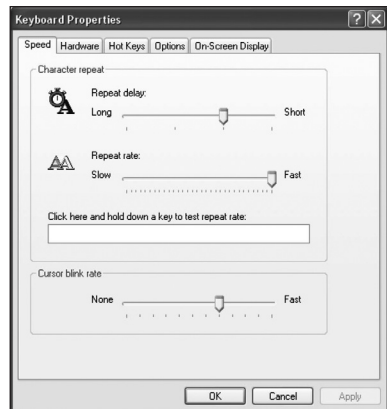 Keyboard Properties
Speed Hardware Hot Keys Options On-Screen Display
Character repeat
Repeat delay:
Long Short
Repeat rate:
Slow Fast
Click here and hold down a key to test repeat rate:
Cursor blink rate
None Fast
OK Cancel Apply